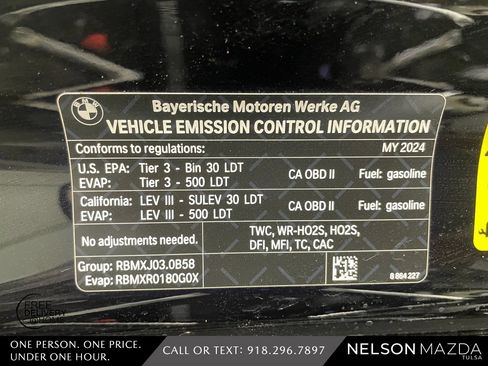 BMW
Bayerische Motoren Werke AG
VEHICLE EMISSION CONTROL INFORMATION
Conforms to regulations: MY 2024
U.S. EPA: Tier 3 - Bin 30 LDT CA OBD II Fuel: gasoline
EVAP: Tier 3 - 500 LDT
California: LEV III - SULEV 30 LDT CA OBD II Fuel: gasoline
EVAP: LEV III - 500 LDT
No adjustments needed. TWC, WR-HO2S, HO2S,
DFI, MFI, TC, CAC
Group: RBMXJ03.0B58
Evap: RBMXR0180G0X
8 864 227
FREE
DELIVERY
ONE PERSON. ONE PRICE.
UNDER ONE HOUR.
CALL OR TEXT: 918.296.7897
NELSON MAZDA
TULSA